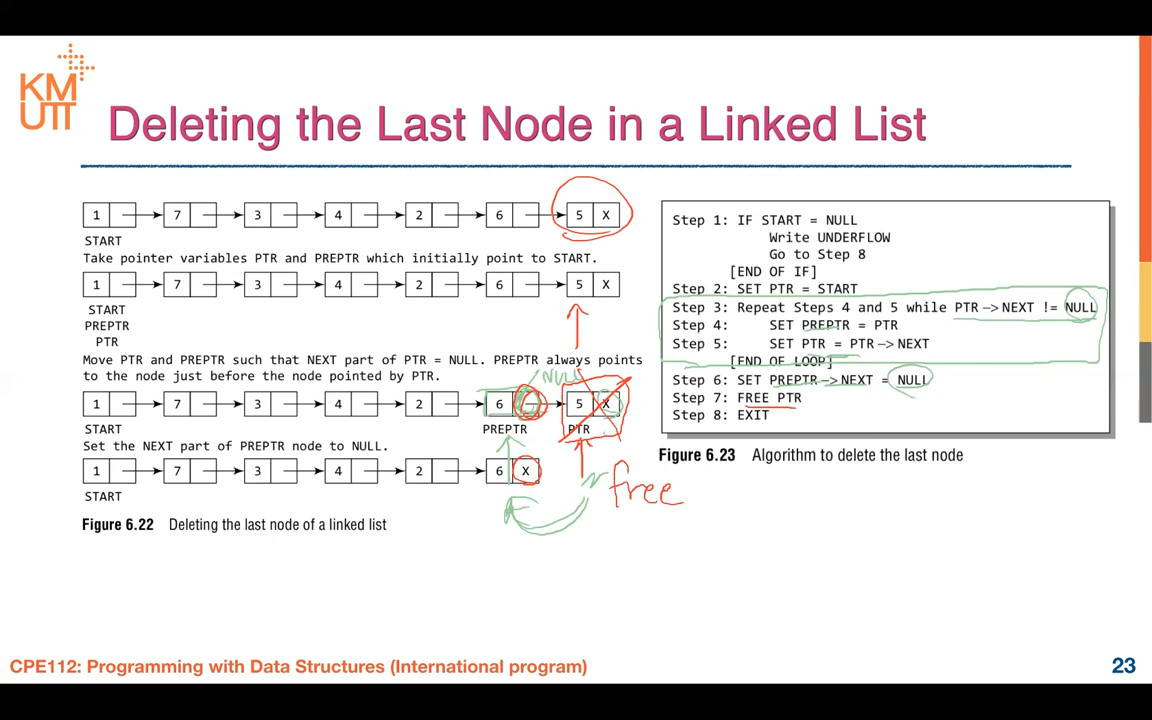 KM
UTT
Deleting the Last Node in a Linked List
1 7 3 4 2 6 5 X
START
Take pointer variables PTR and PREPTR which initially point to START.
1 7 3 4 2 6 5 X
START
PREPTR
PTR
Move PTR and PREPTR such that NEXT part of PTR = NULL. PREPTR always points
to the node just before the node pointed by PTR.
NULL
1 7 3 4 2 6 5 X
START PREPTR PTR
Set the NEXT part of PREPTR node to NULL.
1 7 3 4 2 6 X
START
free
Figure 6.22 Deleting the last node of a linked list
Step 1: IF START = NULL
Write UNDERFLOW
Go to Step 8
[END OF IF]
Step 2: SET PTR = START
Step 3: Repeat Steps 4 and 5 while PTR -> NEXT != NULL
Step 4: SET PREPTR = PTR
Step 5: SET PTR = PTR -> NEXT
[END OF LOOP]
Step 6: SET PREPTR -> NEXT = NULL
Step 7: FREE PTR
Step 8: EXIT
Figure 6.23 Algorithm to delete the last node
CPE112: Programming with Data Structures (International program)
23